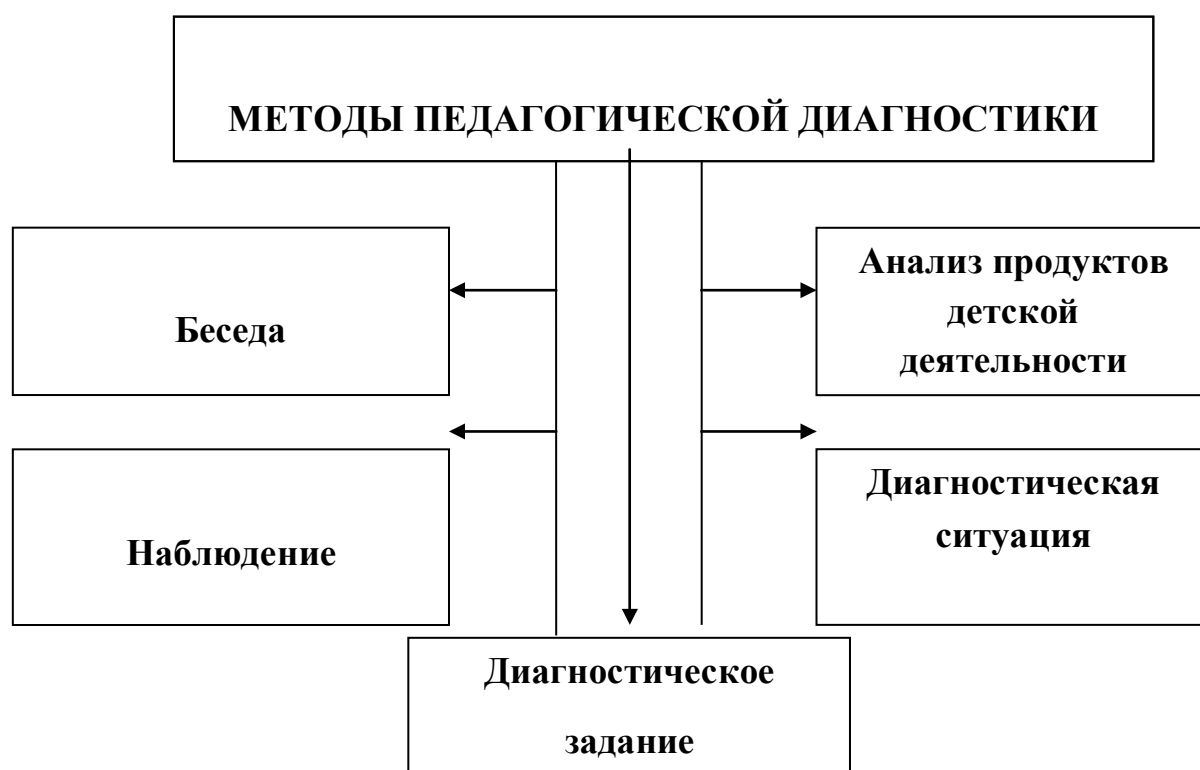 МЕТОДЫ ПЕДАГОГИЧЕСКОЙ ДИАГНОСТИКИ
Беседа
Анализ продуктов
детской
деятельности
Наблюдение
Диагностическая
ситуация
Диагностическое
задание